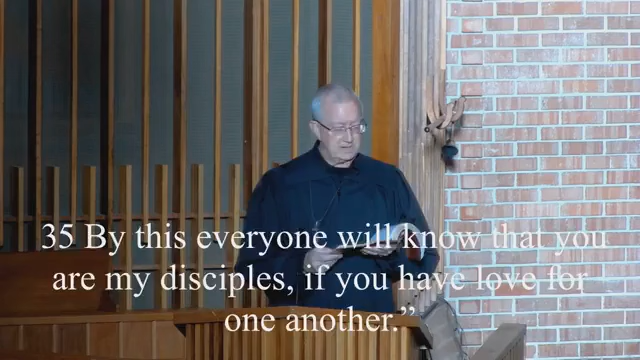 35 By this everyone will know that you
are my disciples, if you have love for
one another.”